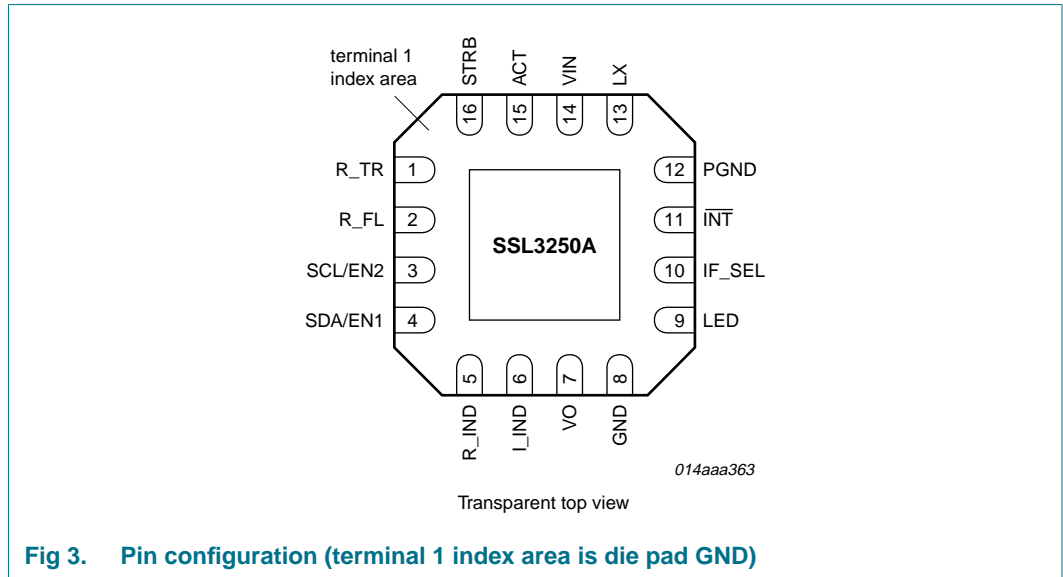 terminal 1
index area
STRB
ACT
VIN
LX
16
15
14
13
R_TR 1
12 PGND
R_FL 2
11 INT
SSL3250A
SCL/EN2 3
10 IF_SEL
SDA/EN1 4
9 LED
5
6
7
8
R_IND
I_IND
VO
GND
014aaa363
Transparent top view
Fig 3. Pin configuration (terminal 1 index area is die pad GND)